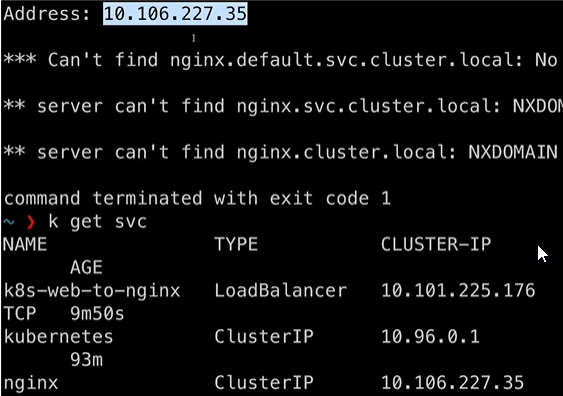 Address: 10.106.227.35
*** Can't find nginx.default.svc.cluster.local: No
** server can't find nginx.svc.cluster.local: NXDOM
** server can't find nginx.cluster.local: NXDOMAIN
command terminated with exit code 1
~ ❯ k get svc
NAME TYPE CLUSTER-IP
AGE
k8s-web-to-nginx LoadBalancer 10.101.225.176
TCP 9m50s
kubernetes ClusterIP 10.96.0.1
93m
nginx ClusterIP 10.106.227.35